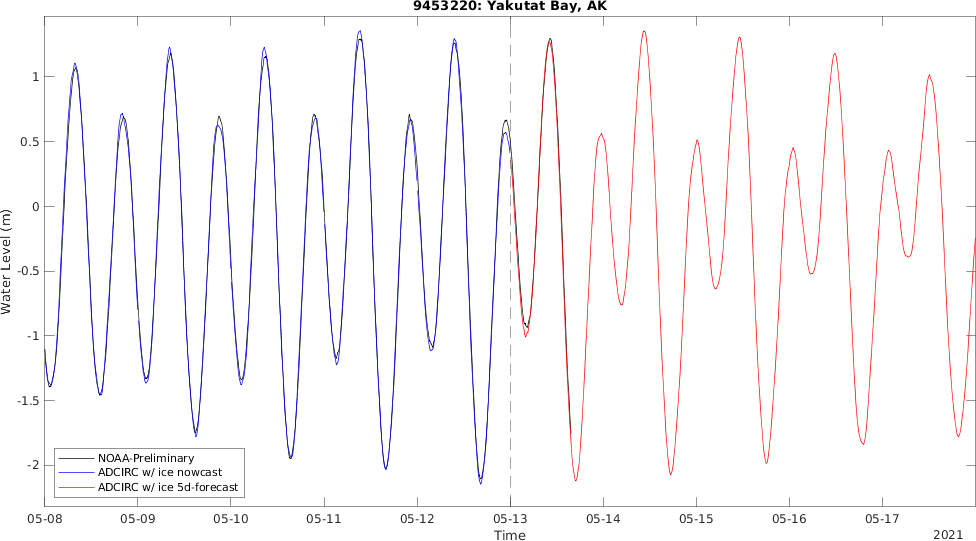 9453220: Yakutat Bay, AK
Water Level (m)
1
0.5
0
-0.5
-1
-1.5
-2
NOAA-Preliminary
ADCIRC w/ ice nowcast
ADCIRC w/ ice 5d-forecast
05-08 05-09 05-10 05-11 05-12 05-13 05-14 05-15 05-16 05-17
Time
2021